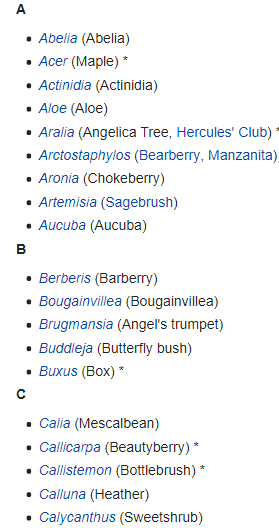 A
Abelia (Abelia)
Acer (Maple) *
Actinidia (Actinidia)
Aloe (Aloe)
Aralia (Angelica Tree, Hercules' Club) *
Arctostaphylos (Bearberry, Manzanita)
Aronia (Chokeberry)
Artemisia (Sagebrush)
Aucuba (Aucuba)
B
Berberis (Barberry)
Bougainvillea (Bougainvillea)
Brugmansia (Angel's trumpet)
Buddleja (Butterfly bush)
Buxus (Box) *
C
Calia (Mescalbean)
Callicarpa (Beautyberry) *
Callistemon (Bottlebrush) *
Calluna (Heather)
Calycanthus (Sweetshrub)